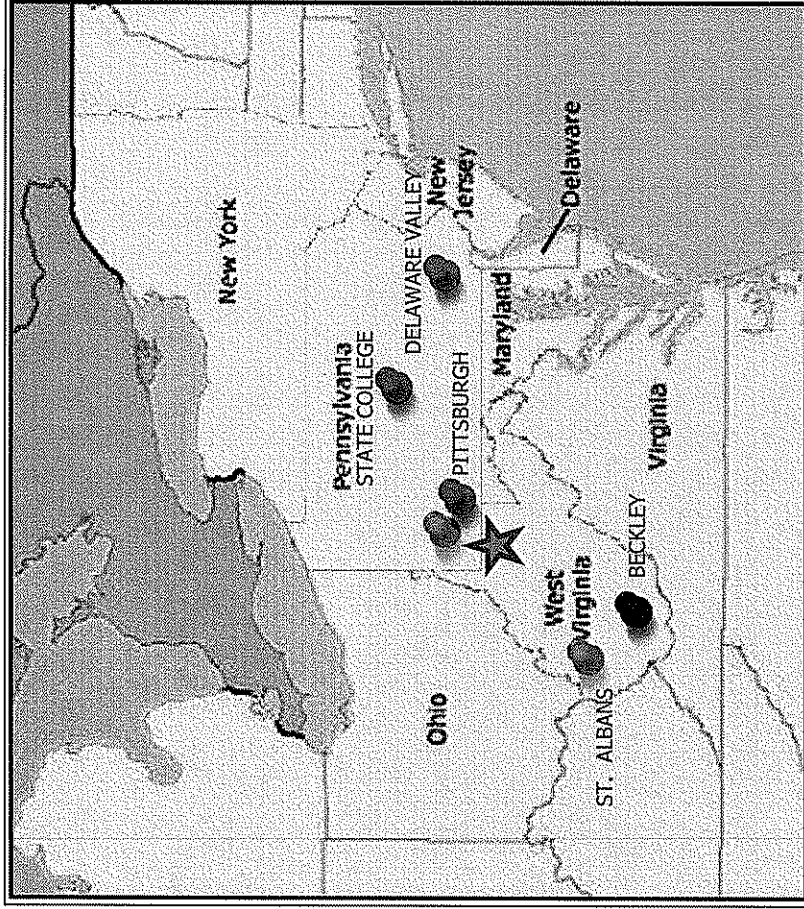 New York
Pennsylvania
STATE COLLEGE
DELAWARE VALLEY
New
Jersey
PITTSBURGH
Ohio
Maryland
Delaware
West
Virginia
ST. ALBANS
BECKLEY
Virginia